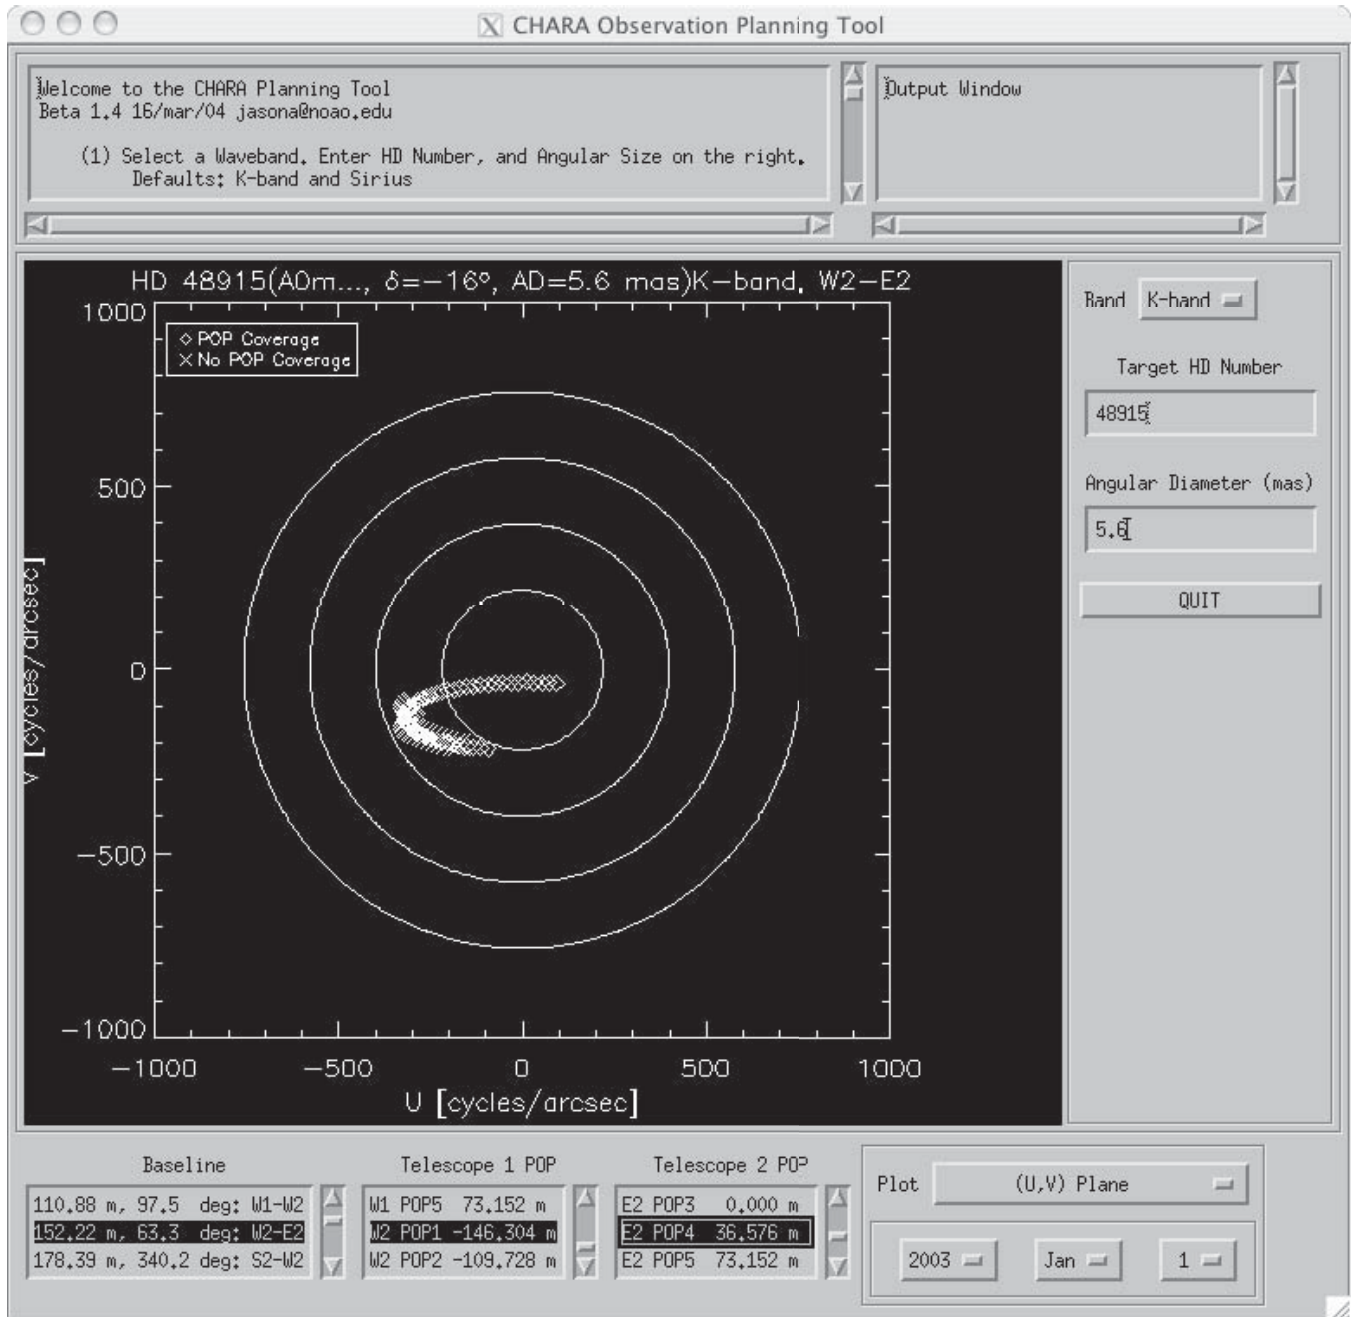 CHARA Observation Planning Tool
Welcome to the CHARA Planning Tool
Beta 1.4 16/mar/04 jasona@noao.edu
(1) Select a Waveband. Enter HD Number, and Angular Size on the right.
Defaults: K-band and Sirius
Output Window
HD 48915(A0m..., δ=−16°, AD=5.6 mas)K−band, W2−E2
◇ POP Coverage
× No POP Coverage
1000
500
0
−500
−1000
V [cycles/arcsec]
−1000 −500 0 500 1000
U [cycles/arcsec]
Band K-band
Target HD Number
48915
Angular Diameter (mas)
5.6
QUIT
Baseline
110.88 m, 97.5 deg: W1-W2
152.22 m, 63.3 deg: W2-E2
178.39 m, 340.2 deg: S2-W2
Telescope 1 POP
W1 POP5 73.152 m
W2 POP1 -146.304 m
W2 POP2 -109.728 m
Telescope 2 POP
E2 POP3 0.000 m
E2 POP4 36.576 m
E2 POP5 73.152 m
Plot (U,V) Plane
2003 Jan 1